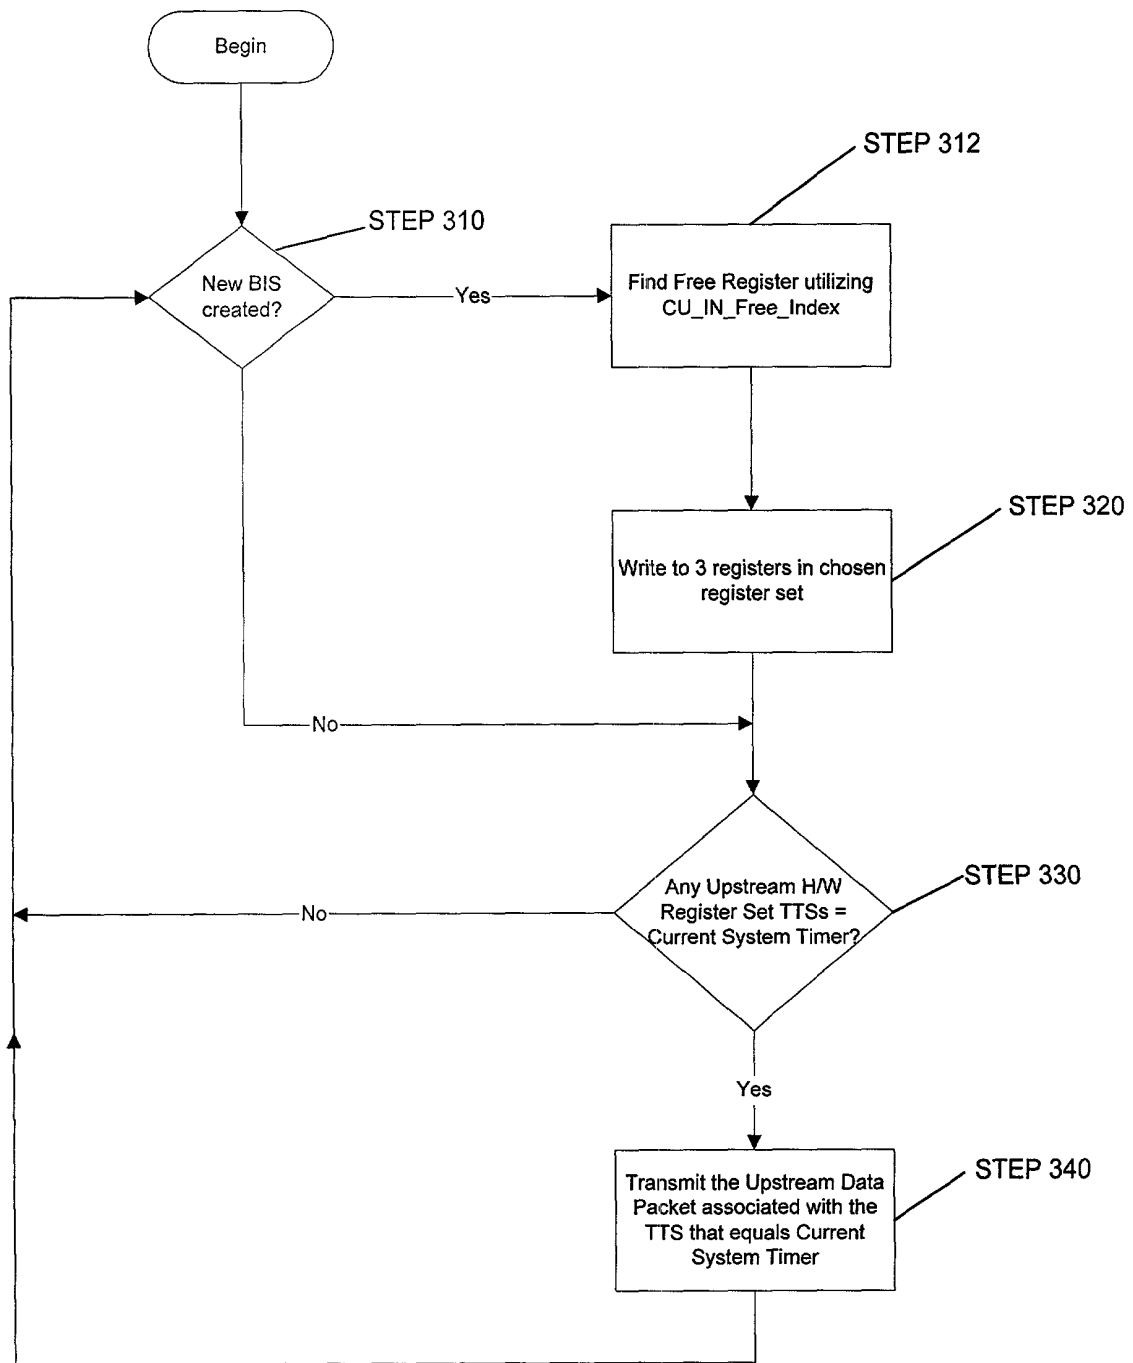 Begin
STEP 312
STEP 310
New BIS
created?
Yes
Find Free Register utilizing
CU_IN_Free_Index
STEP 320
Write to 3 registers in chosen
register set
No
STEP 330
Any Upstream H/W
Register Set TTSs =
Current System Timer?
No
Yes
STEP 340
Transmit the Upstream Data
Packet associated with the
TTS that equals Current
System Timer